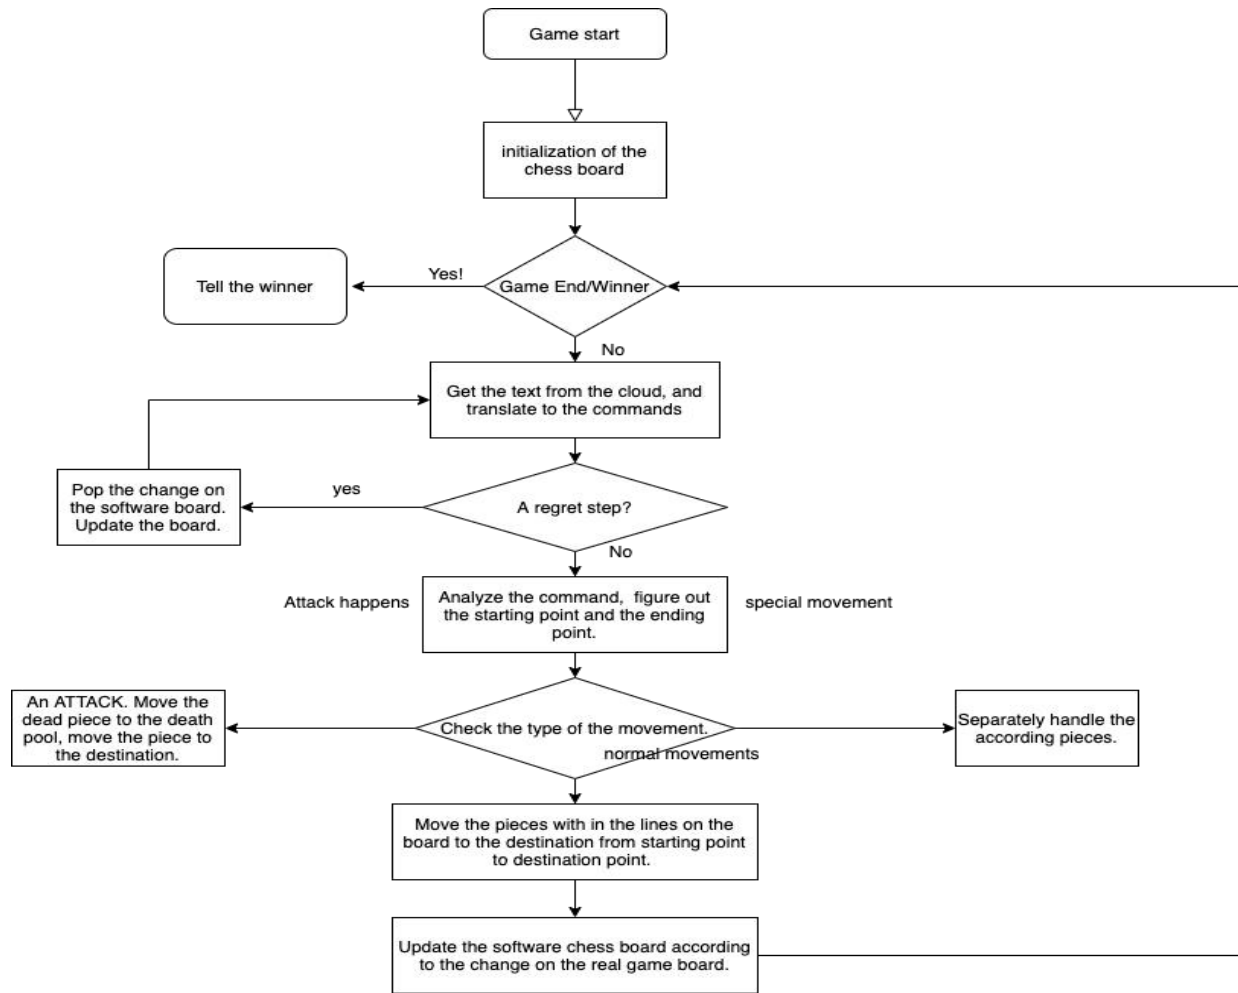 Game start
initialization of the
chess board
Yes!
Tell the winner
Game End/Winner
No
Get the text from the cloud, and
translate to the commands
Pop the change on
the software board.
Update the board.
yes
A regret step?
No
Attack happens
Analyze the command,  figure out
the starting point and the ending
point.
special movement
An ATTACK. Move the
dead piece to the death
pool, move the piece to
the destination.
Check the type of the movement.
normal movements
Separately handle the
according pieces.
Move the pieces with in the lines on the
board to the destination from starting point
to destination point.
Update the software chess board according
to the change on the real game board.